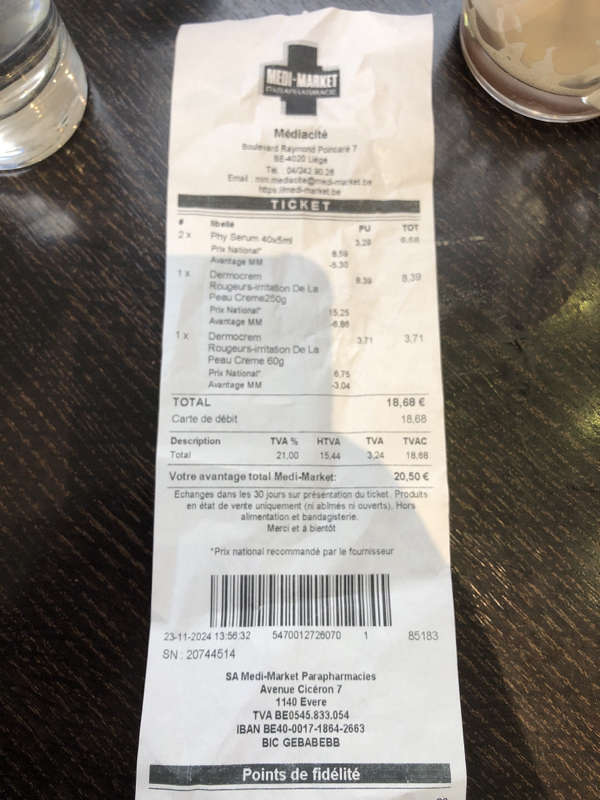 MEDI-MARKET
PARAPHARMACIE
Médiacité
Boulevard Raymond Poincaré 7
BE-4020 Liège
Tél. : 04/242.90.26
Email : mm.mediacite@medi-market.be
https://medi-market.be
TICKET
# libellé PU TOT
2 x Phy Serum 40x5ml 3,29 6,58
Prix National* 8,59
Avantage MM -5,30
1 x Dermocrem 8,39 8,39
Rougeurs-irritation De La
Peau Creme250g
Prix National* 15,25
Avantage MM -6,86
1 x Dermocrem 3,71 3,71
Rougeurs-irritation De La
Peau Creme 60g
Prix National* 6,75
Avantage MM -3,04
TOTAL 18,68 €
Carte de débit 18,68
Description TVA % HTVA TVA TVAC
Total 21,00 15,44 3,24 18,68
Votre avantage total Medi-Market: 20,50 €
Echanges dans les 30 jours sur présentation du ticket. Produits
en état de vente uniquement (ni abîmés ni ouverts). Hors
alimentation et bandagisterie.
Merci et à bientôt
*Prix national recommandé par le fournisseur
23-11-2024 13:56:32 5470012726070 1 85183
SN : 20744514
SA Medi-Market Parapharmacies
Avenue Cicéron 7
1140 Evere
TVA BE0545.833.054
IBAN BE40-0017-1864-2663
BIC GEBABEBB
Points de fidélité